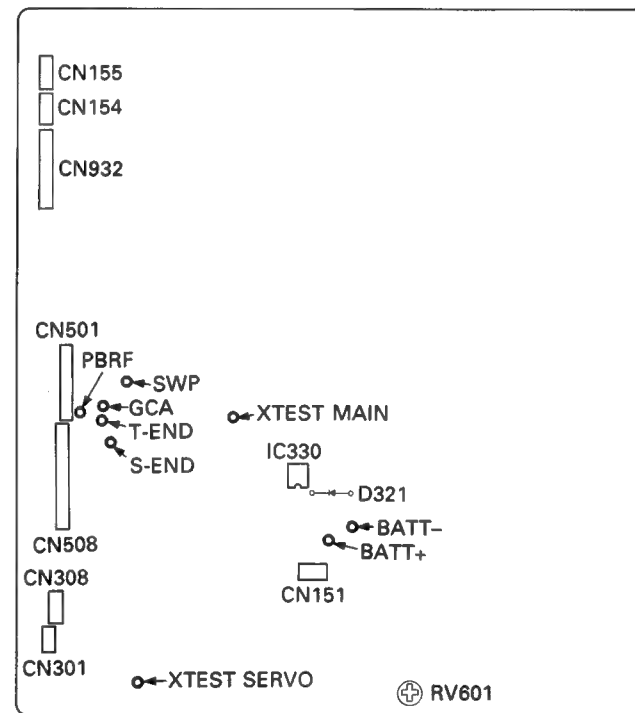 CN155
CN154
CN932
CN501
PBRF
SWP
GCA
XTEST MAIN
T-END
IC330
S-END
D321
BATT−
CN508
BATT+
CN308
CN151
CN301
XTEST SERVO
RV601